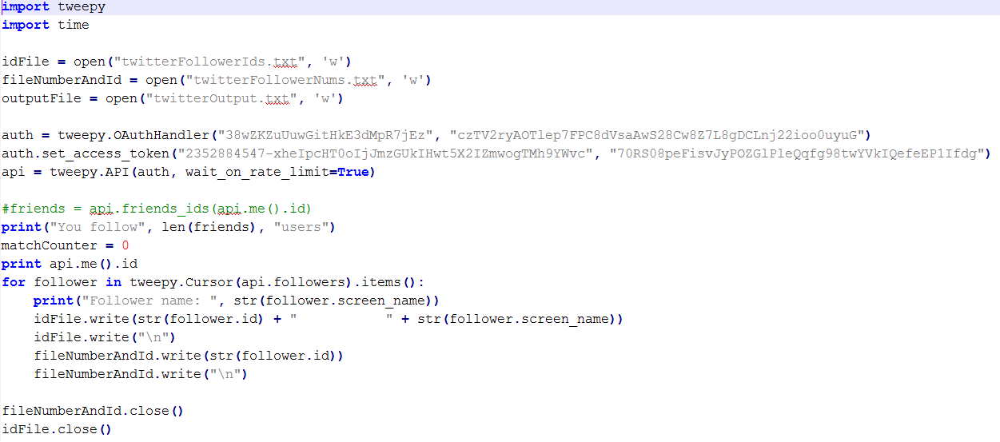 import tweepy
import time
idFile = open("twitterFollowerIds.txt", 'w')
fileNumberAndId = open("twitterFollowerNums.txt", 'w')
outputFile = open("twitterOutput.txt", 'w')
auth = tweepy.OAuthHandler("38wZKZuUuwGitHkE3dMpR7jEz", "czTV2ryAOTlep7FPC8dVsaAwS28Cw8Z7L8gDCLnj22ioo0uyuG")
auth.set_access_token("2352884547-xheIpcHT0oIjJmzGUkIHwt5X2IZmwogTMh9YWvc", "70RS08peFisvJyPOZGlPleQqfg98twYVkIQefeEP1Ifdg")
api = tweepy.API(auth, wait_on_rate_limit=True)
#friends = api.friends_ids(api.me().id)
print("You follow", len(friends), "users")
matchCounter = 0
print api.me().id
for follower in tweepy.Cursor(api.followers).items():
    print("Follower name: ", str(follower.screen_name))
    idFile.write(str(follower.id) + "           " + str(follower.screen_name))
    idFile.write("\n")
    fileNumberAndId.write(str(follower.id))
    fileNumberAndId.write("\n")
fileNumberAndId.close()
idFile.close()